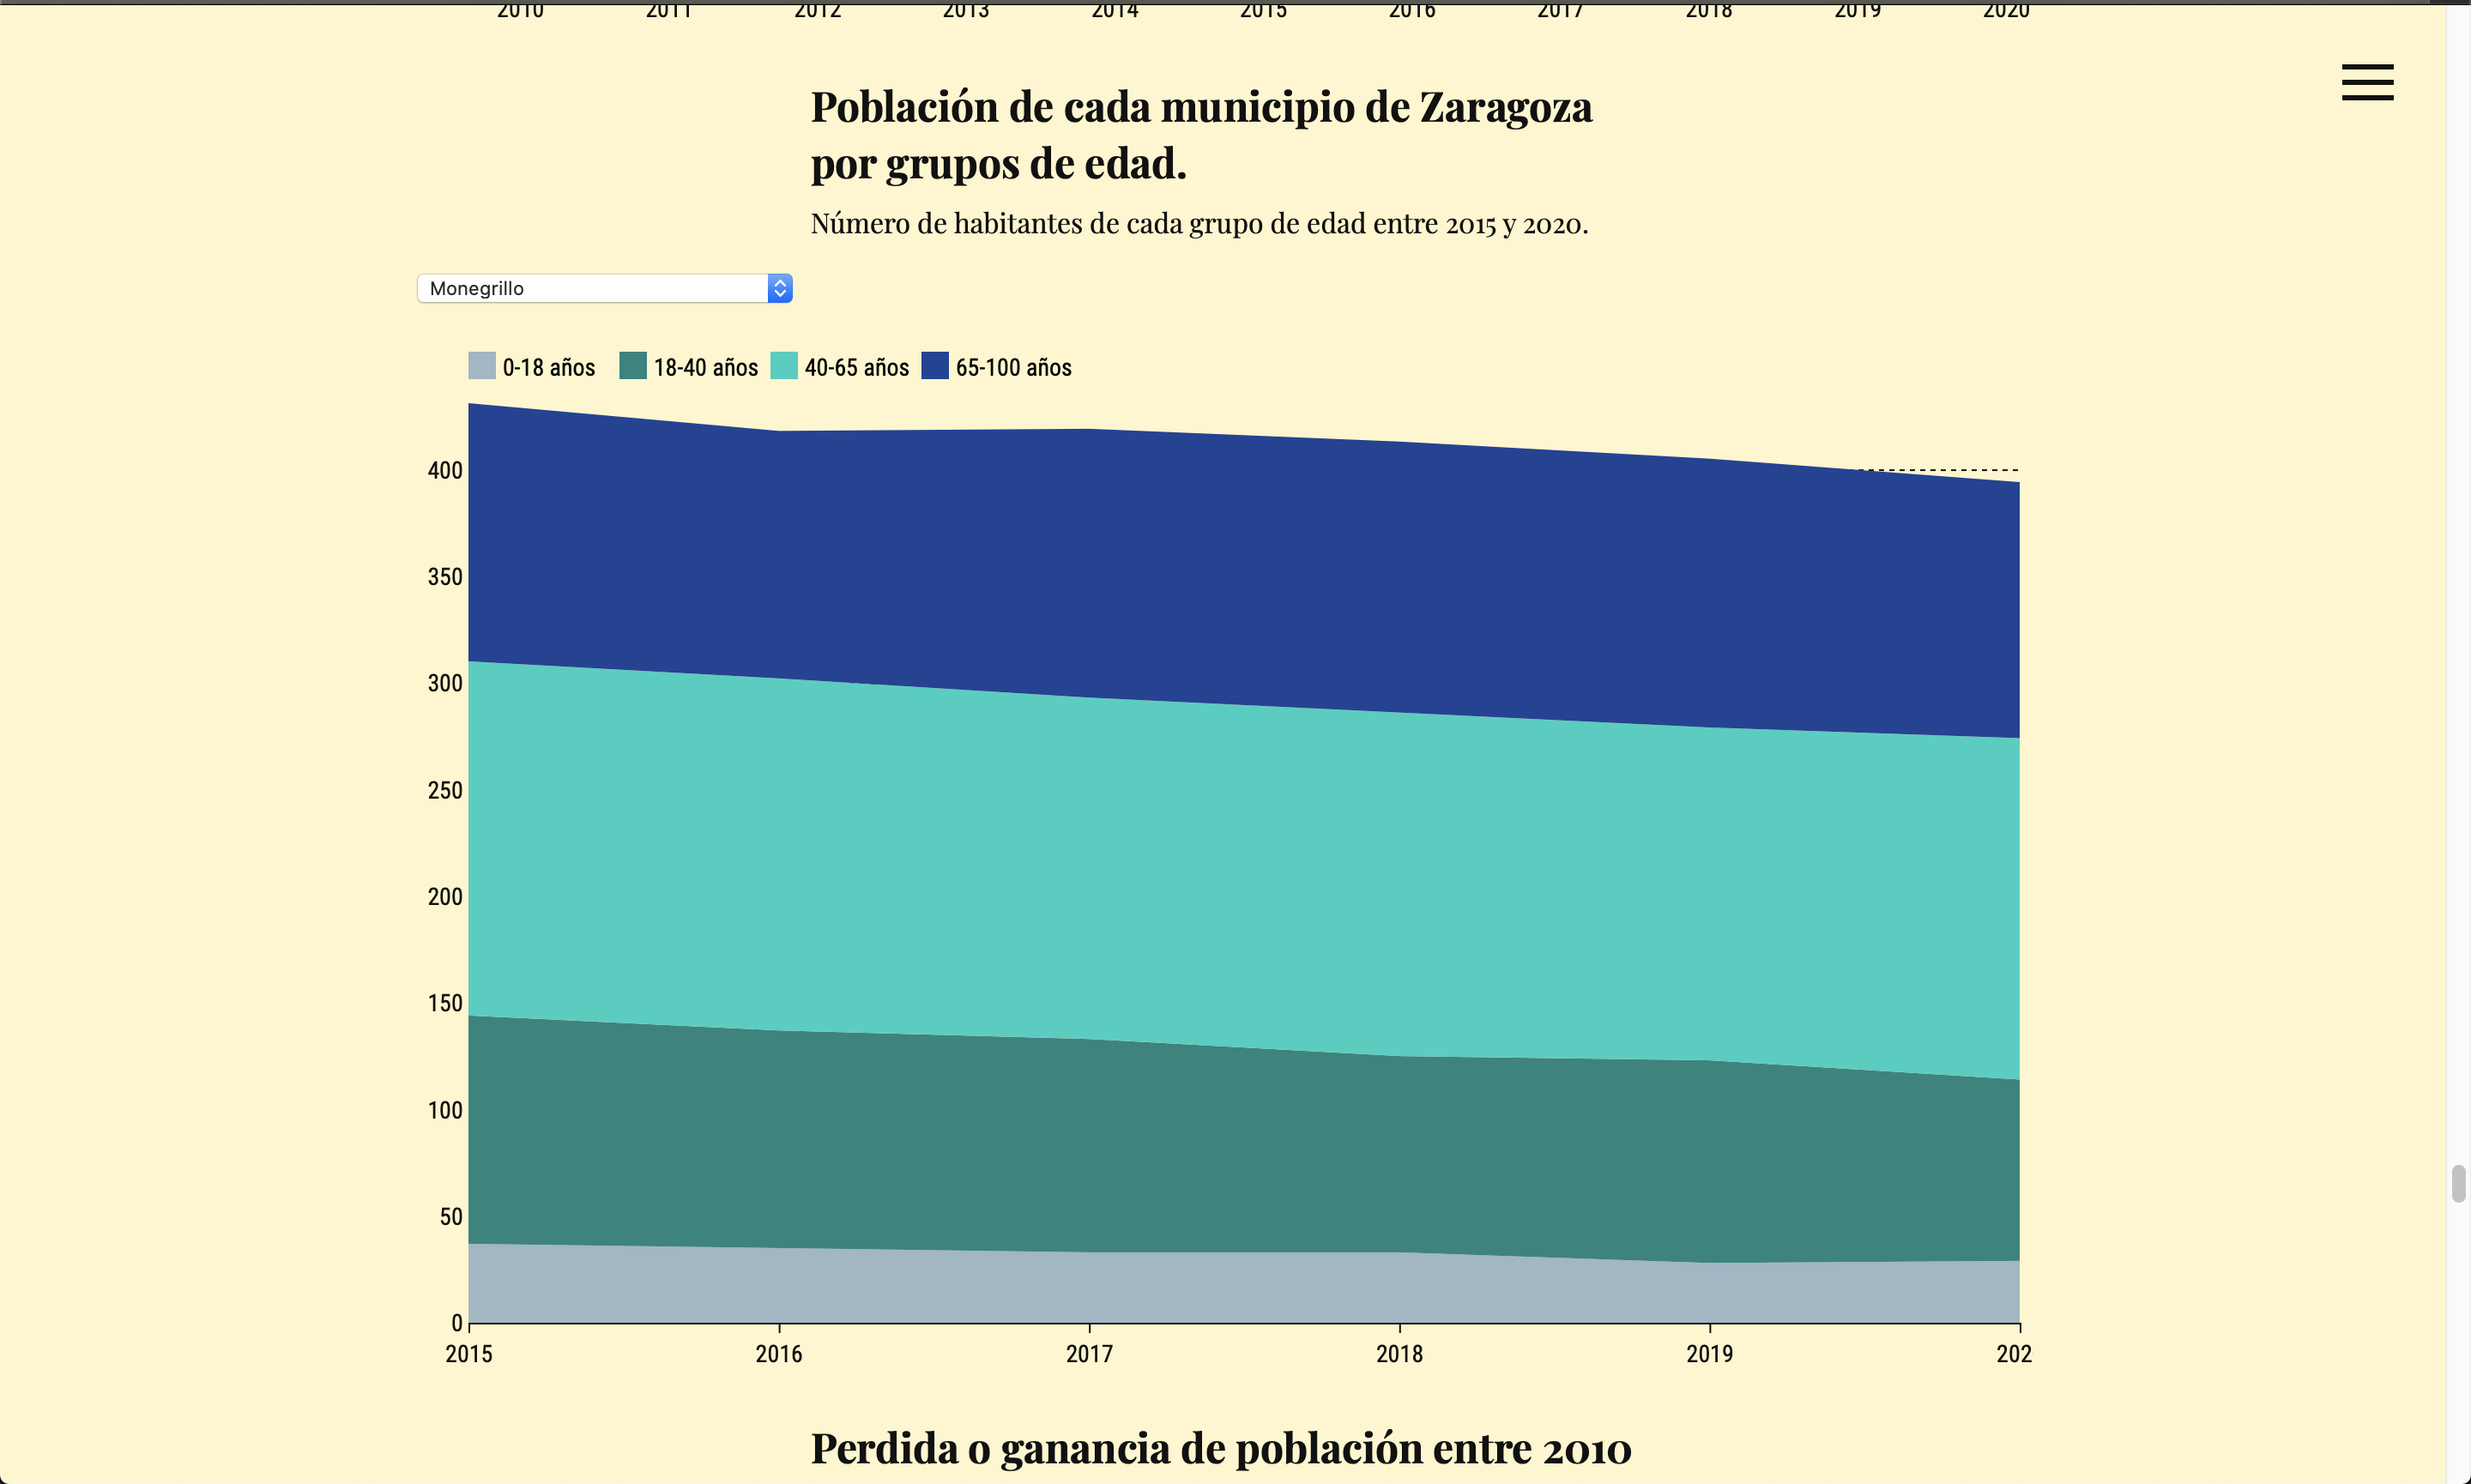 2010 2011 2012 2013 2014 2015 2016 2017 2018 2019 2020
Población de cada municipio de Zaragoza
por grupos de edad.
Número de habitantes de cada grupo de edad entre 2015 y 2020.
Monegrillo
0-18 años 18-40 años 40-65 años 65-100 años
400
350
300
250
200
150
100
50
0
2015 2016 2017 2018 2019 202
Perdida o ganancia de población entre 2010